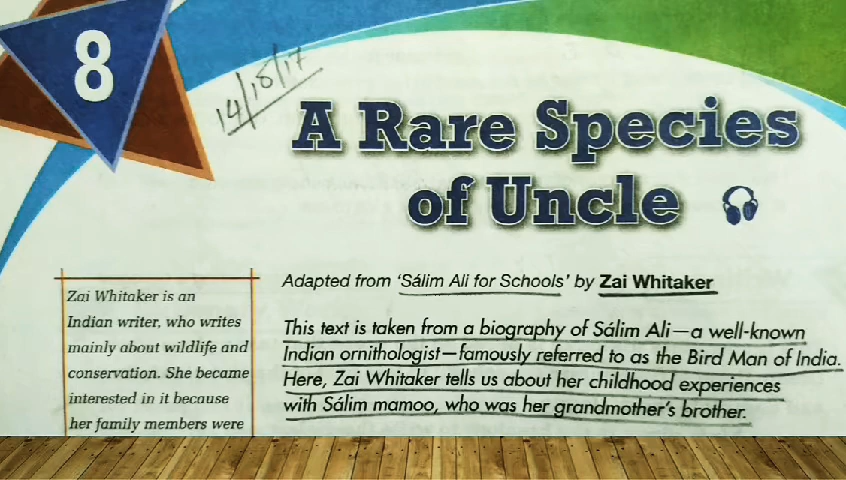 8
A Rare Species
of Uncle
Adapted from ‘Sálim Ali for Schools’ by Zai Whitaker
This text is taken from a biography of Sálim Ali—a well-known
Indian ornithologist—famously referred to as the Bird Man of India.
Here, Zai Whitaker tells us about her childhood experiences
with Sálim mamoo, who was her grandmother's brother.
Zai Whitaker is an
Indian writer, who writes
mainly about wildlife and
conservation. She became
interested in it because
her family members were